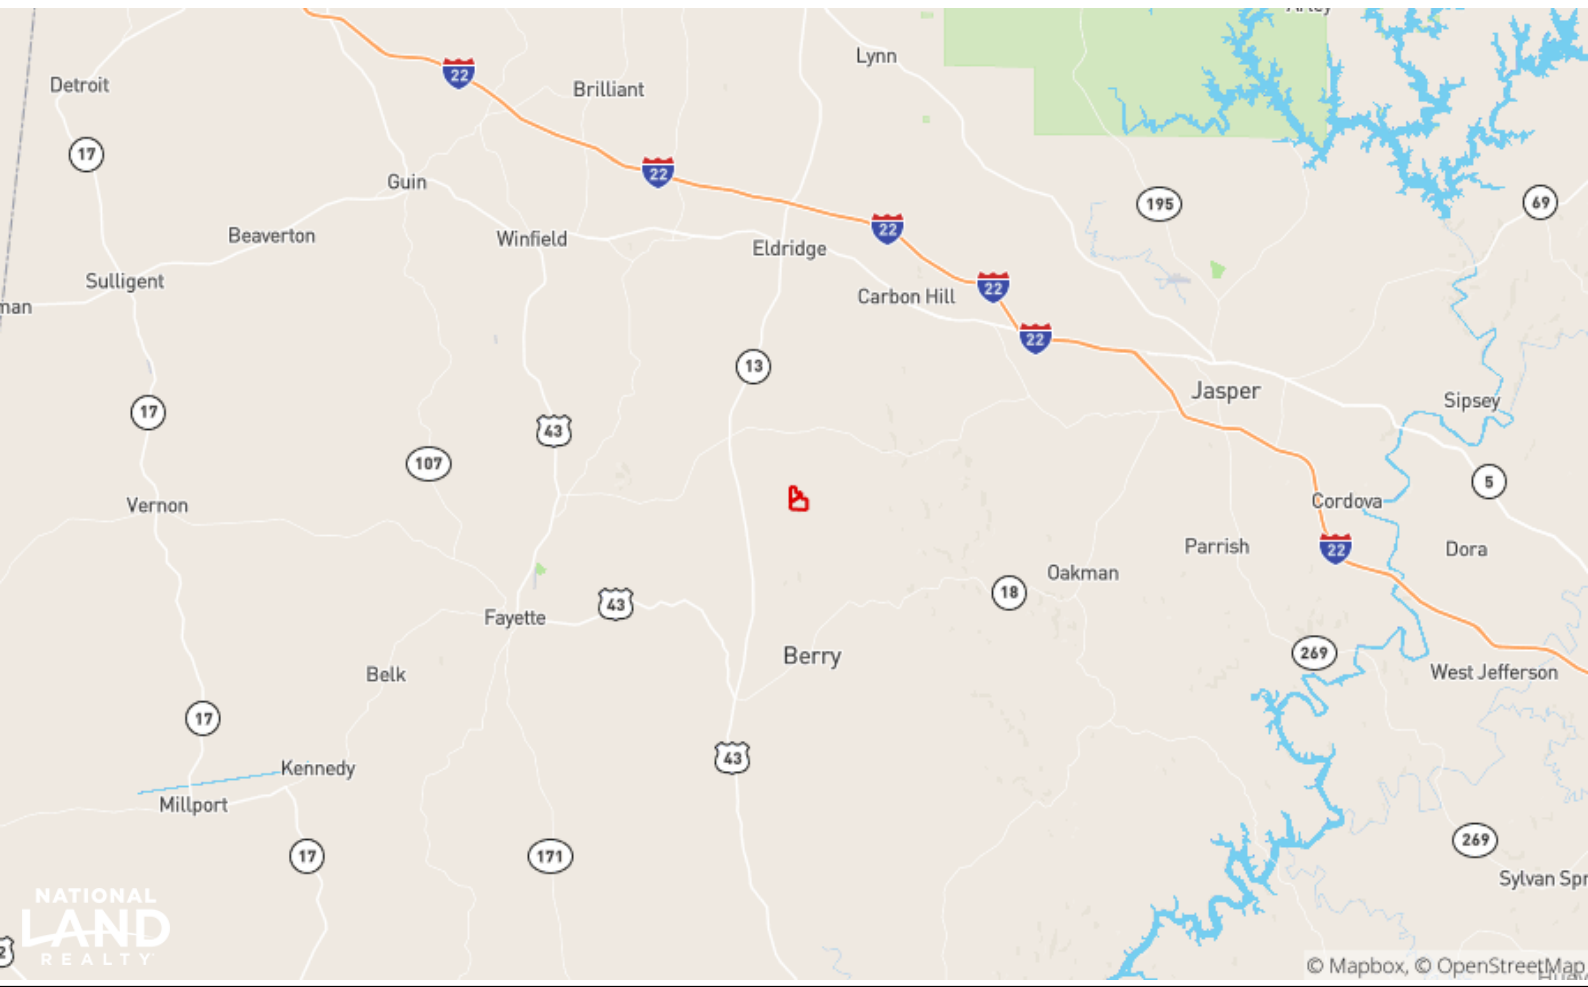 Lynn
Detroit
22
Brilliant
17
22
Guin
195
69
Beaverton
Winfield
22
Eldridge
Sulligent
22
Carbon Hill
man
22
13
Jasper
Sipsey
17
43
107
5
Vernon
Cordova
Parrish
22
Dora
Oakman
18
43
Fayette
Berry
269
Belk
West Jefferson
17
43
Kennedy
Millport
269
17
171
Sylvan Spr
NATIONAL
LAND
REALTY
2
© Mapbox, © OpenStreetMap